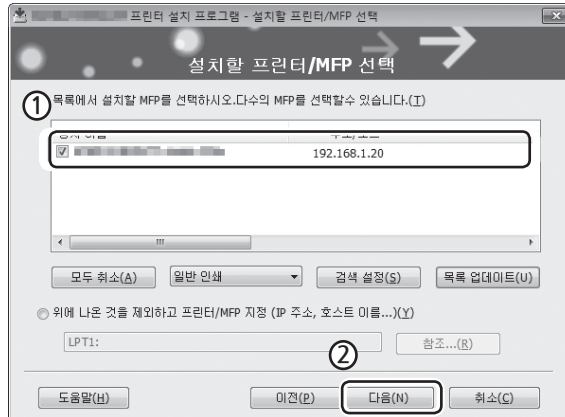 프린터 설치 프로그램 - 설치할 프린터/MFP 선택
설치할 프린터/MFP 선택
①
목록에서 설치할 MFP를 선택하시오.다수의 MFP를 선택할수 있습니다.(T)
192.168.1.20
모두 취소(A) 일반 인쇄 검색 설정(S) 목록 업데이트(U)
위에 나온 것을 제외하고 프린터/MFP 지정 (IP 주소, 호스트 이름...)(Y)
LPT1: 참조...(R)
②
도움말(H) 이전(P) 다음(N) 취소(C)